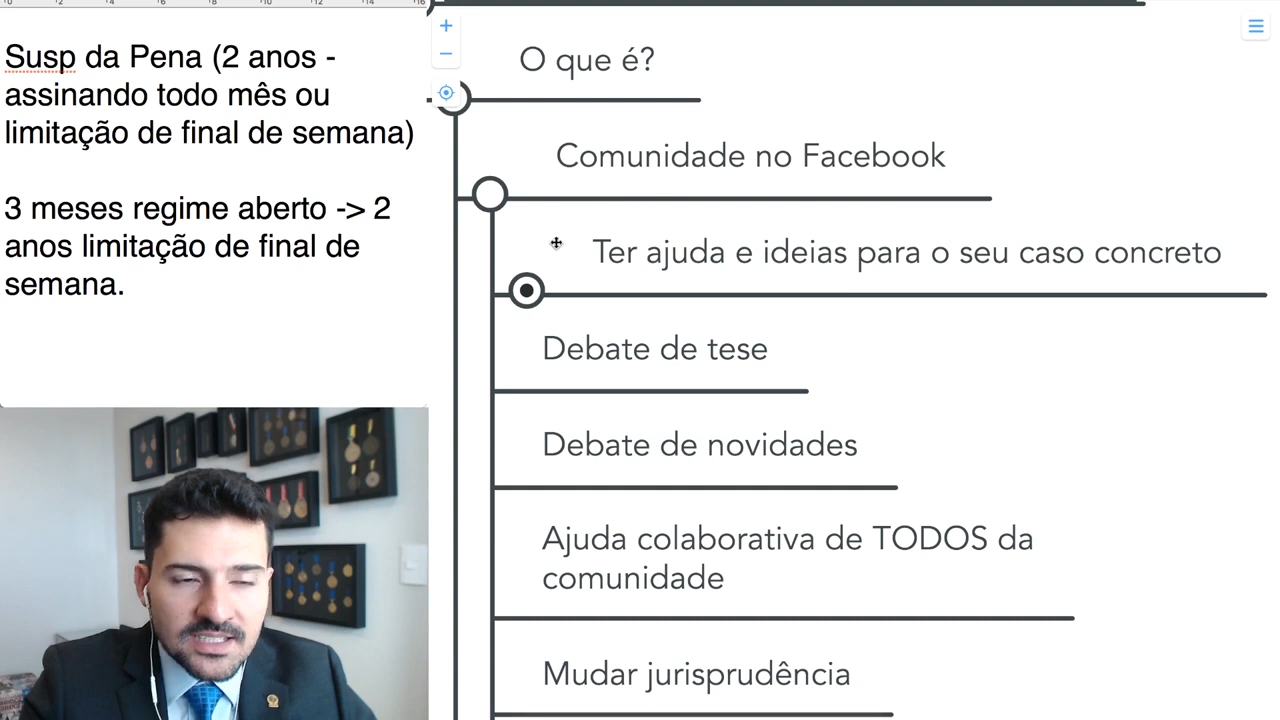 Susp da Pena (2 anos -
assinando todo mês ou
limitação de final de semana)
3 meses regime aberto -> 2
anos limitação de final de
semana.
O que é?
Comunidade no Facebook
Ter ajuda e ideias para o seu caso concreto
Debate de tese
Debate de novidades
Ajuda colaborativa de TODOS da
comunidade
Mudar jurisprudência